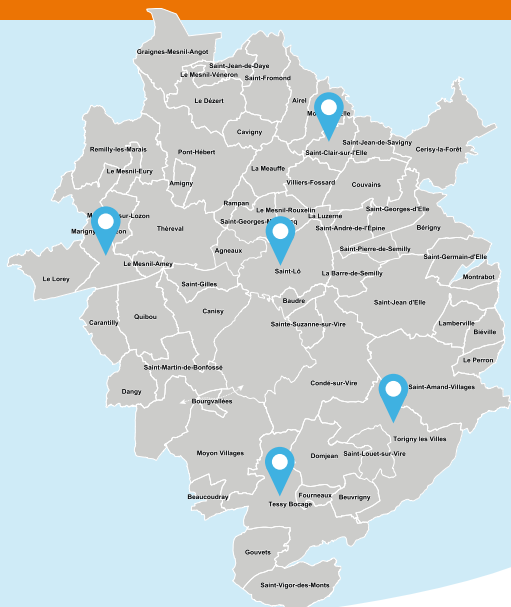 Graignes-Mesnil-Angot
Saint-Jean-de-Daye
Le Mesnil-Véneron
Saint-Fromond
Le Dézert
Airel
Cavigny
Saint-Jean-de-Savigny
Remilly-les-Marais
Pont-Hébert
Saint-Clair-sur-l'Elle
Cerisy-la-Forêt
La Meauffe
Le Mesnil-Eury
Amigny
Villiers-Fossard
Couvains
Rampan
Le Mesnil-Rouxelin
Saint-Georges-d'Elle
La Luzerne
Saint-Georges-
Marigny
Théreval
Saint-André-de-l'Épine
Bérigny
Agneaux
Saint-Pierre-de-Semilly
Saint-Germain-d'Elle
Le Mesnil-Amey
Saint-Lô
La Barre-de-Semilly
Montrabot
Le Lorey
Saint-Gilles
Baudre
Saint-Jean d'Elle
Canisy
Quibou
Carantilly
Sainte-Suzanne-sur-Vire
Lamberville
Biéville
Le Perron
Saint-Martin-de-Bonfossé
Condé-sur-Vire
Saint-Amand-Villages
Dangy
Bourgvallées
Torigny les Villes
Moyon Villages
Domjean
Saint-Louet-sur-Vire
Beaucoudray
Fourneaux
Beuvrigny
Tessy Bocage
Gouvets
Saint-Vigor-des-Monts